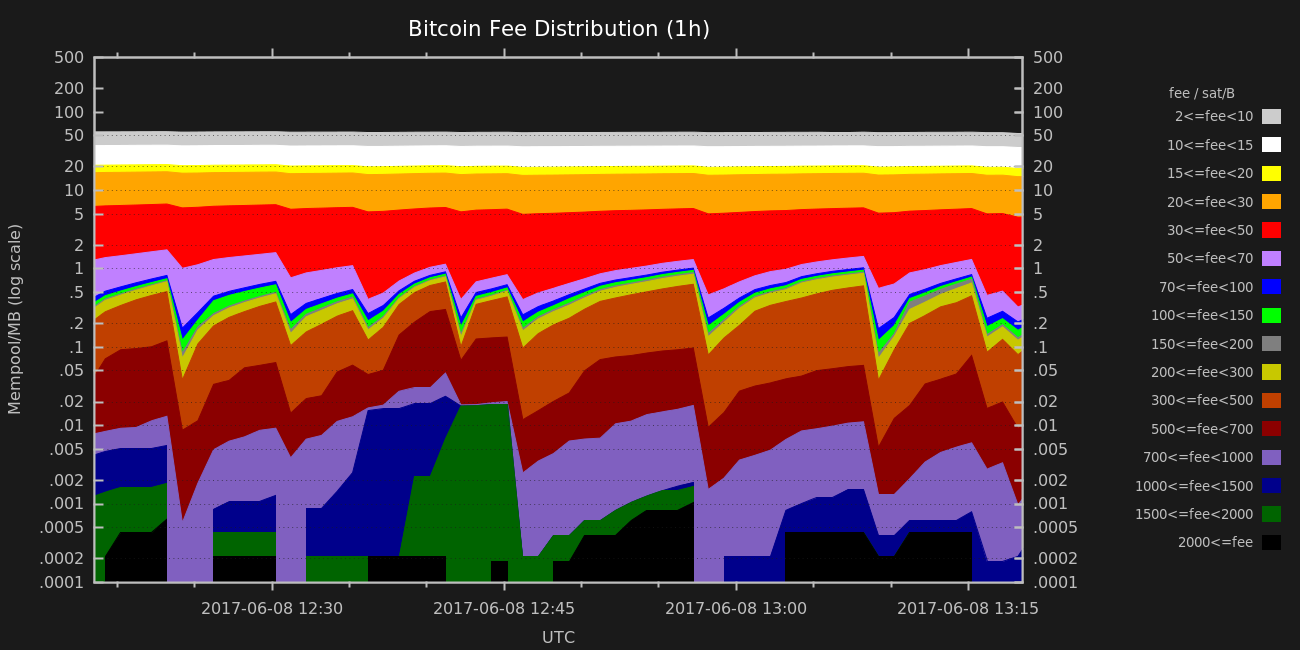 Bitcoin Fee Distribution (1h)
500 500
200 200
100 100
50 50
20 20
10 10
5 5
2 2
1 1
.5 .5
.2 .2
.1 .1
.05 .05
.02 .02
.01 .01
.005 .005
.002 .002
.001 .001
.0005 .0005
.0002 .0002
.0001 .0001
Mempool/MB (log scale)
2017-06-08 12:30 2017-06-08 12:45 2017-06-08 13:00 2017-06-08 13:15
UTC
fee / sat/B
2<=fee<10
10<=fee<15
15<=fee<20
20<=fee<30
30<=fee<50
50<=fee<70
70<=fee<100
100<=fee<150
150<=fee<200
200<=fee<300
300<=fee<500
500<=fee<700
700<=fee<1000
1000<=fee<1500
1500<=fee<2000
2000<=fee